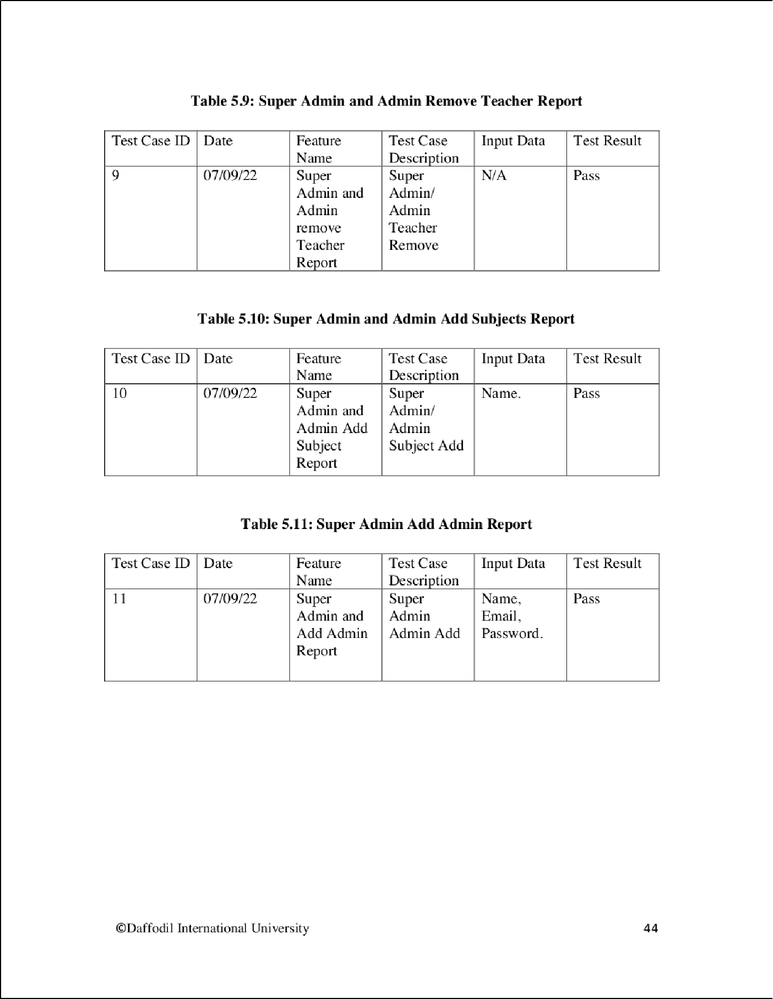 Table 5.9: Super Admin and Admin Remove Teacher Report
Test Case ID Date Feature Name Test Case Description Input Data Test Result
9 07/09/22 Super Admin and Admin remove Teacher Report Super Admin/ Admin Teacher Remove N/A Pass
Table 5.10: Super Admin and Admin Add Subjects Report
Test Case ID Date Feature Name Test Case Description Input Data Test Result
10 07/09/22 Super Admin and Admin Add Subject Report Super Admin/ Admin Subject Add Name. Pass
Table 5.11: Super Admin Add Admin Report
Test Case ID Date Feature Name Test Case Description Input Data Test Result
11 07/09/22 Super Admin and Add Admin Report Super Admin Admin Add Name, Email, Password. Pass
©Daffodil International University 44